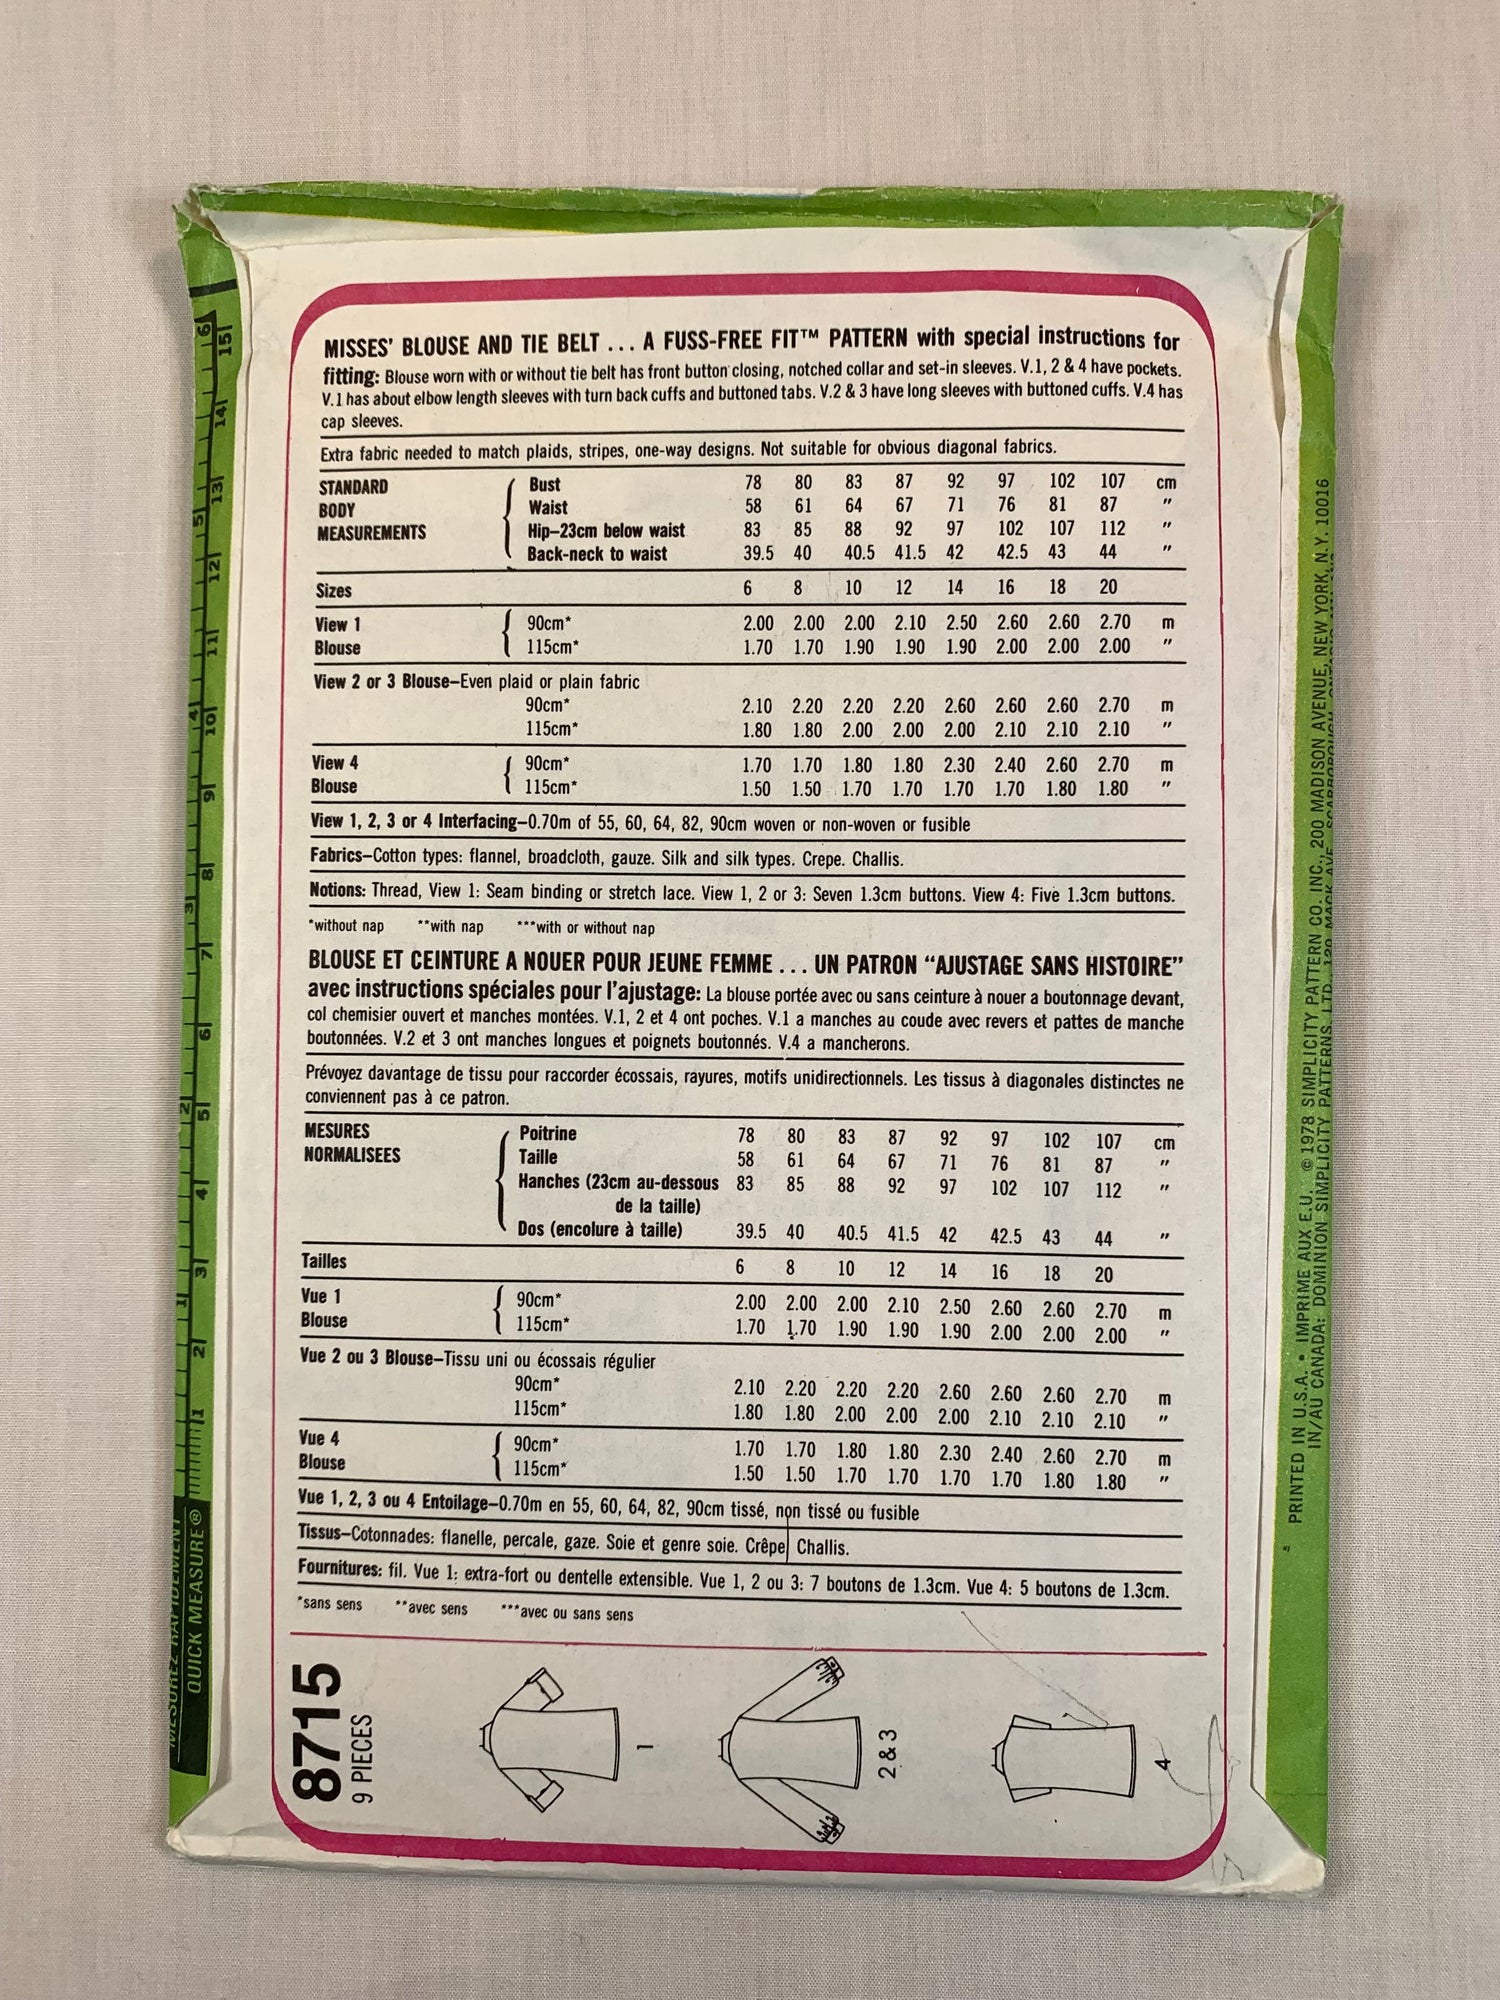 MISSES' BLOUSE AND TIE BELT ... A FUSS-FREE FIT™ PATTERN with special instructions for
fitting: Blouse worn with or without tie belt has front button closing, notched collar and set-in sleeves. V.1, 2 & 4 have pockets.
V.1 has about elbow length sleeves with turn back cuffs and buttoned tabs. V.2 & 3 have long sleeves with buttoned cuffs. V.4 has
cap sleeves.
Extra fabric needed to match plaids, stripes, one-way designs. Not suitable for obvious diagonal fabrics.
STANDARD Bust 78 80 83 87 92 97 102 107 cm
BODY Waist 58 61 64 67 71 76 81 87 "
MEASUREMENTS Hip–23cm below waist 83 85 88 92 97 102 107 112 "
Back-neck to waist 39.5 40 40.5 41.5 42 42.5 43 44 "
Sizes 6 8 10 12 14 16 18 20
View 1 90cm* 2.00 2.00 2.00 2.10 2.50 2.60 2.60 2.70 m
Blouse 115cm* 1.70 1.70 1.90 1.90 1.90 2.00 2.00 2.00 "
View 2 or 3 Blouse–Even plaid or plain fabric
90cm* 2.10 2.20 2.20 2.20 2.60 2.60 2.60 2.70 m
115cm* 1.80 1.80 2.00 2.00 2.00 2.10 2.10 2.10 "
View 4 90cm* 1.70 1.70 1.80 1.80 2.30 2.40 2.60 2.70 m
Blouse 115cm* 1.50 1.50 1.70 1.70 1.70 1.70 1.80 1.80 "
View 1, 2, 3 or 4 Interfacing–0.70m of 55, 60, 64, 82, 90cm woven or non-woven or fusible
Fabrics–Cotton types: flannel, broadcloth, gauze. Silk and silk types. Crepe. Challis.
Notions: Thread, View 1: Seam binding or stretch lace. View 1, 2 or 3: Seven 1.3cm buttons. View 4: Five 1.3cm buttons.
*without nap **with nap ***with or without nap
BLOUSE ET CEINTURE A NOUER POUR JEUNE FEMME ... UN PATRON “AJUSTAGE SANS HISTOIRE”
avec instructions spéciales pour l'ajustage: La blouse portée avec ou sans ceinture à nouer a boutonnage devant,
col chemisier ouvert et manches montées. V.1, 2 et 4 ont poches. V.1 a manches au coude avec revers et pattes de manche
boutonnées. V.2 et 3 ont manches longues et poignets boutonnés. V.4 a mancherons.
Prévoyez davantage de tissu pour raccorder écossais, rayures, motifs unidirectionnels. Les tissus à diagonales distinctes ne
conviennent pas à ce patron.
MESURES Poitrine 78 80 83 87 92 97 102 107 cm
NORMALISEES Taille 58 61 64 67 71 76 81 87 "
Hanches (23cm au-dessous 83 85 88 92 97 102 107 112 "
de la taille)
Dos (encolure à taille) 39.5 40 40.5 41.5 42 42.5 43 44 "
Tailles 6 8 10 12 14 16 18 20
Vue 1 90cm* 2.00 2.00 2.00 2.10 2.50 2.60 2.60 2.70 m
Blouse 115cm* 1.70 1.70 1.90 1.90 1.90 2.00 2.00 2.00 "
Vue 2 ou 3 Blouse–Tissu uni ou écossais régulier
90cm* 2.10 2.20 2.20 2.20 2.60 2.60 2.60 2.70 m
115cm* 1.80 1.80 2.00 2.00 2.00 2.10 2.10 2.10 "
Vue 4 90cm* 1.70 1.70 1.80 1.80 2.30 2.40 2.60 2.70 m
Blouse 115cm* 1.50 1.50 1.70 1.70 1.70 1.70 1.80 1.80 "
Vue 1, 2, 3 ou 4 Entoilage–0.70m en 55, 60, 64, 82, 90cm tissé, non tissé ou fusible
Tissus–Cotonnades: flanelle, percale, gaze. Soie et genre soie. Crêpe Challis.
Fournitures: fil. Vue 1: extra-fort ou dentelle extensible. Vue 1, 2 ou 3: 7 boutons de 1.3cm. Vue 4: 5 boutons de 1.3cm.
*sans sens **avec sens ***avec ou sans sens
8715
9 PIECES
1
2 & 3
4
MESUREZ RAPIDEMENT
QUICK MEASURE®
1 2 3 4 5 6 7 8 9 10 11 12 13 14 15
1 2 3 4 5 6
PRINTED IN U.S.A. • IMPRIME AUX E.U. © 1978 SIMPLICITY PATTERN CO. INC., 200 MADISON AVENUE, NEW YORK, N.Y. 10016
IN/AU CANADA: DOMINION SIMPLICITY PATTERNS, LTD., 120 MACK AVE. SCARBOROUGH,